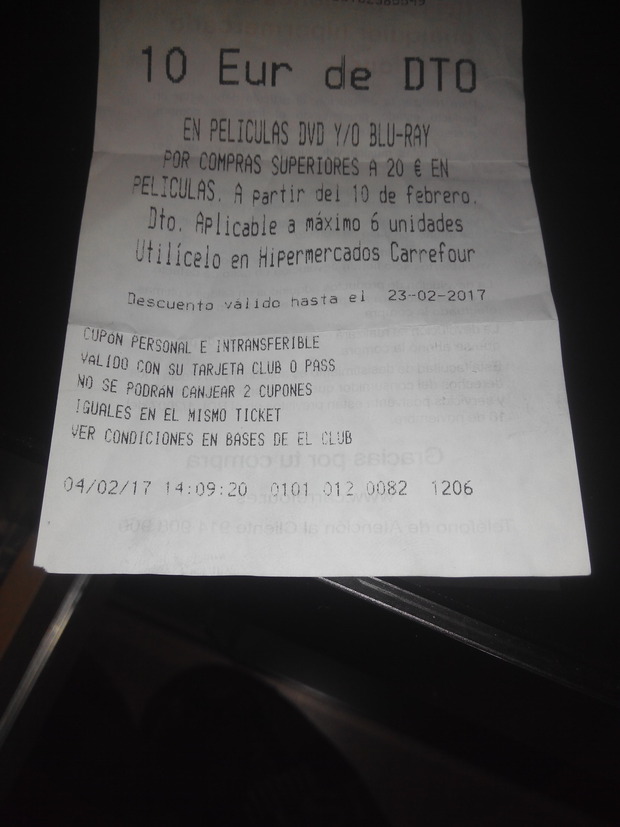 10 Eur de DTO
EN PELICULAS DVD Y/O BLU-RAY
POR COMPRAS SUPERIORES A 20 € EN
PELICULAS. A partir del 10 de febrero.
Dto. Aplicable a máximo 6 unidades
Utilícelo en Hipermercados Carrefour
Descuento válido hasta el 23-02-2017
CUPÓN PERSONAL E INTRANSFERIBLE
VALIDO CON SU TARJETA CLUB O PASS
NO SE PODRAN CANJEAR 2 CUPONES
IGUALES EN EL MISMO TICKET
VER CONDICIONES EN BASES DE EL CLUB
04/02/17 14:09:20 0101 012 0082 1206